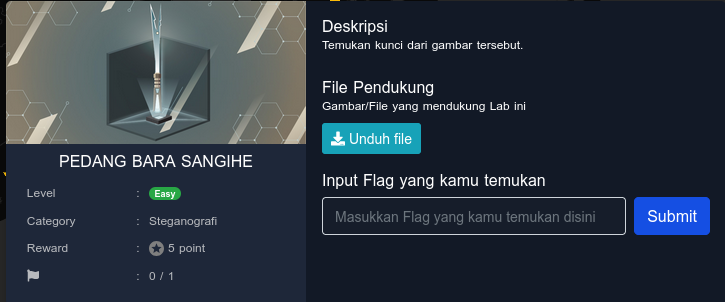 PEDANG BARA SANGIHE
Level : Easy
Category : Steganografi
Reward : 5 point
: 0 / 1
Deskripsi
Temukan kunci dari gambar tersebut.
File Pendukung
Gambar/File yang mendukung Lab ini
Unduh file
Input Flag yang kamu temukan
Masukkan Flag yang kamu temukan disini
Submit